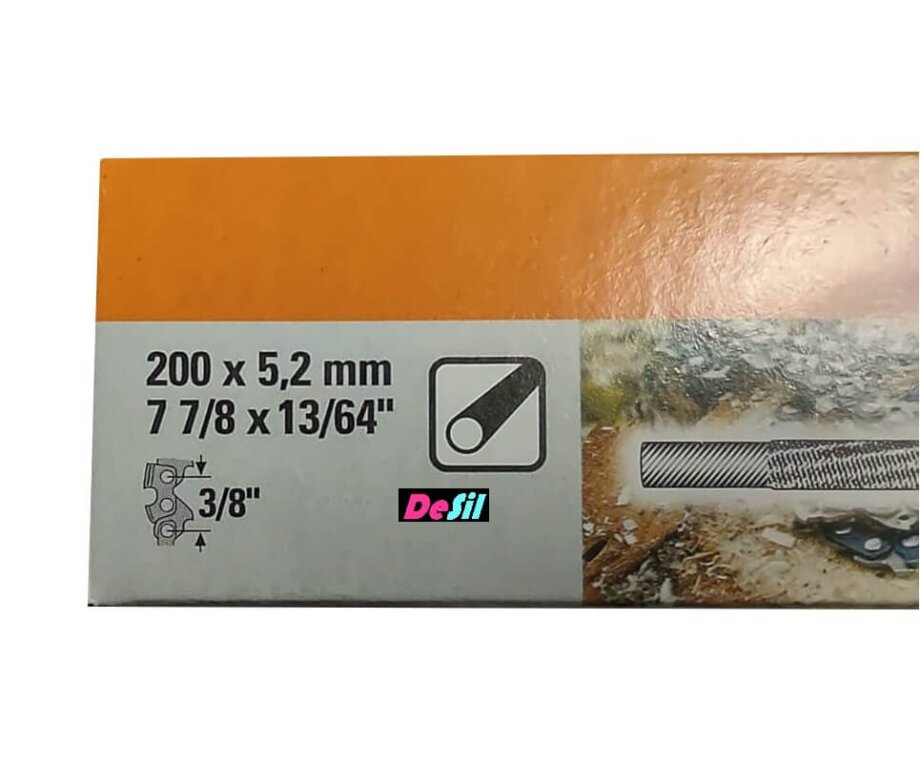 200 x 5,2 mm
7 7/8 x 13/64"
3/8"
DeSil